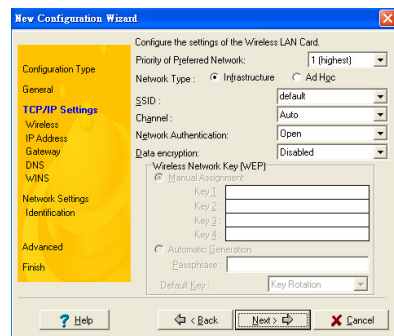 New Configuration Wizard
Configure the settings of the Wireless LAN Card.
Priority of Preferred Network: 1 (highest)
Network Type : Infrastructure Ad Hoc
SSID : default
Channel : Auto
Network Authentication: Open
Data encryption: Disabled
Wireless Network Key (WEP)
Manual Assignment
Key 1 :
Key 2 :
Key 3 :
Key 4 :
Automatic Generation
Passphrase :
Default Key : Key Rotation
Configuration Type
General
TCP/IP Settings
Wireless
IP Address
Gateway
DNS
WINS
Network Settings
Identification
Advanced
Finish
? Help
< Back
Next >
Cancel